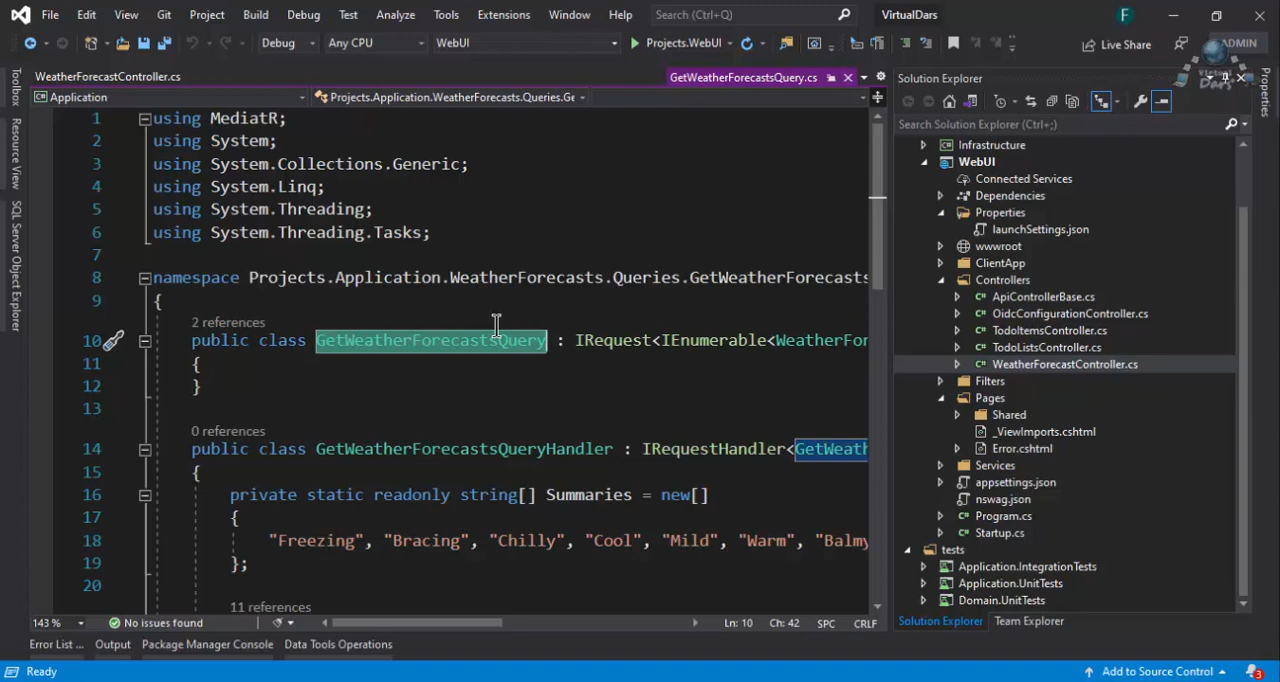 File Edit View Git Project Build Debug Test Analyze Tools Extensions Window Help Search (Ctrl+Q) VirtualDars F
Debug Any CPU WebUI Projects.WebUI Live Share ADMIN
WeatherForecastController.cs GetWeatherForecastsQuery.cs Solution Explorer
Virtual Dars
Application Projects.Application.WeatherForecasts.Queries.Ge
Toolbox
Resource View
SQL Server Object Explorer
Properties
1 using MediatR;
2 using System;
3 using System.Collections.Generic;
4 using System.Linq;
5 using System.Threading;
6 using System.Threading.Tasks;
7
8 namespace Projects.Application.WeatherForecasts.Queries.GetWeatherForecasts
9 {
2 references
10 public class GetWeatherForecastsQuery : IRequest<IEnumerable<WeatherFor
11 {
12 }
13
0 references
14 public class GetWeatherForecastsQueryHandler : IRequestHandler<GetWeath
15 {
16 private static readonly string[] Summaries = new[]
17 {
18 "Freezing", "Bracing", "Chilly", "Cool", "Mild", "Warm", "Balmy
19 };
20
11 references
143 % No issues found Ln: 10 Ch: 42 SPC CRLF
Search Solution Explorer (Ctrl+;)
Infrastructure
WebUI
Connected Services
Dependencies
Properties
launchSettings.json
wwwroot
ClientApp
Controllers
ApiControllerBase.cs
OidcConfigurationController.cs
TodoItemsController.cs
TodoListsController.cs
WeatherForecastController.cs
Filters
Pages
Shared
_ViewImports.cshtml
Error.cshtml
Services
appsettings.json
nswag.json
Program.cs
Startup.cs
tests
Application.IntegrationTests
Application.UnitTests
Domain.UnitTests
Solution Explorer Team Explorer
Error List ... Output Package Manager Console Data Tools Operations
Ready Add to Source Control 3